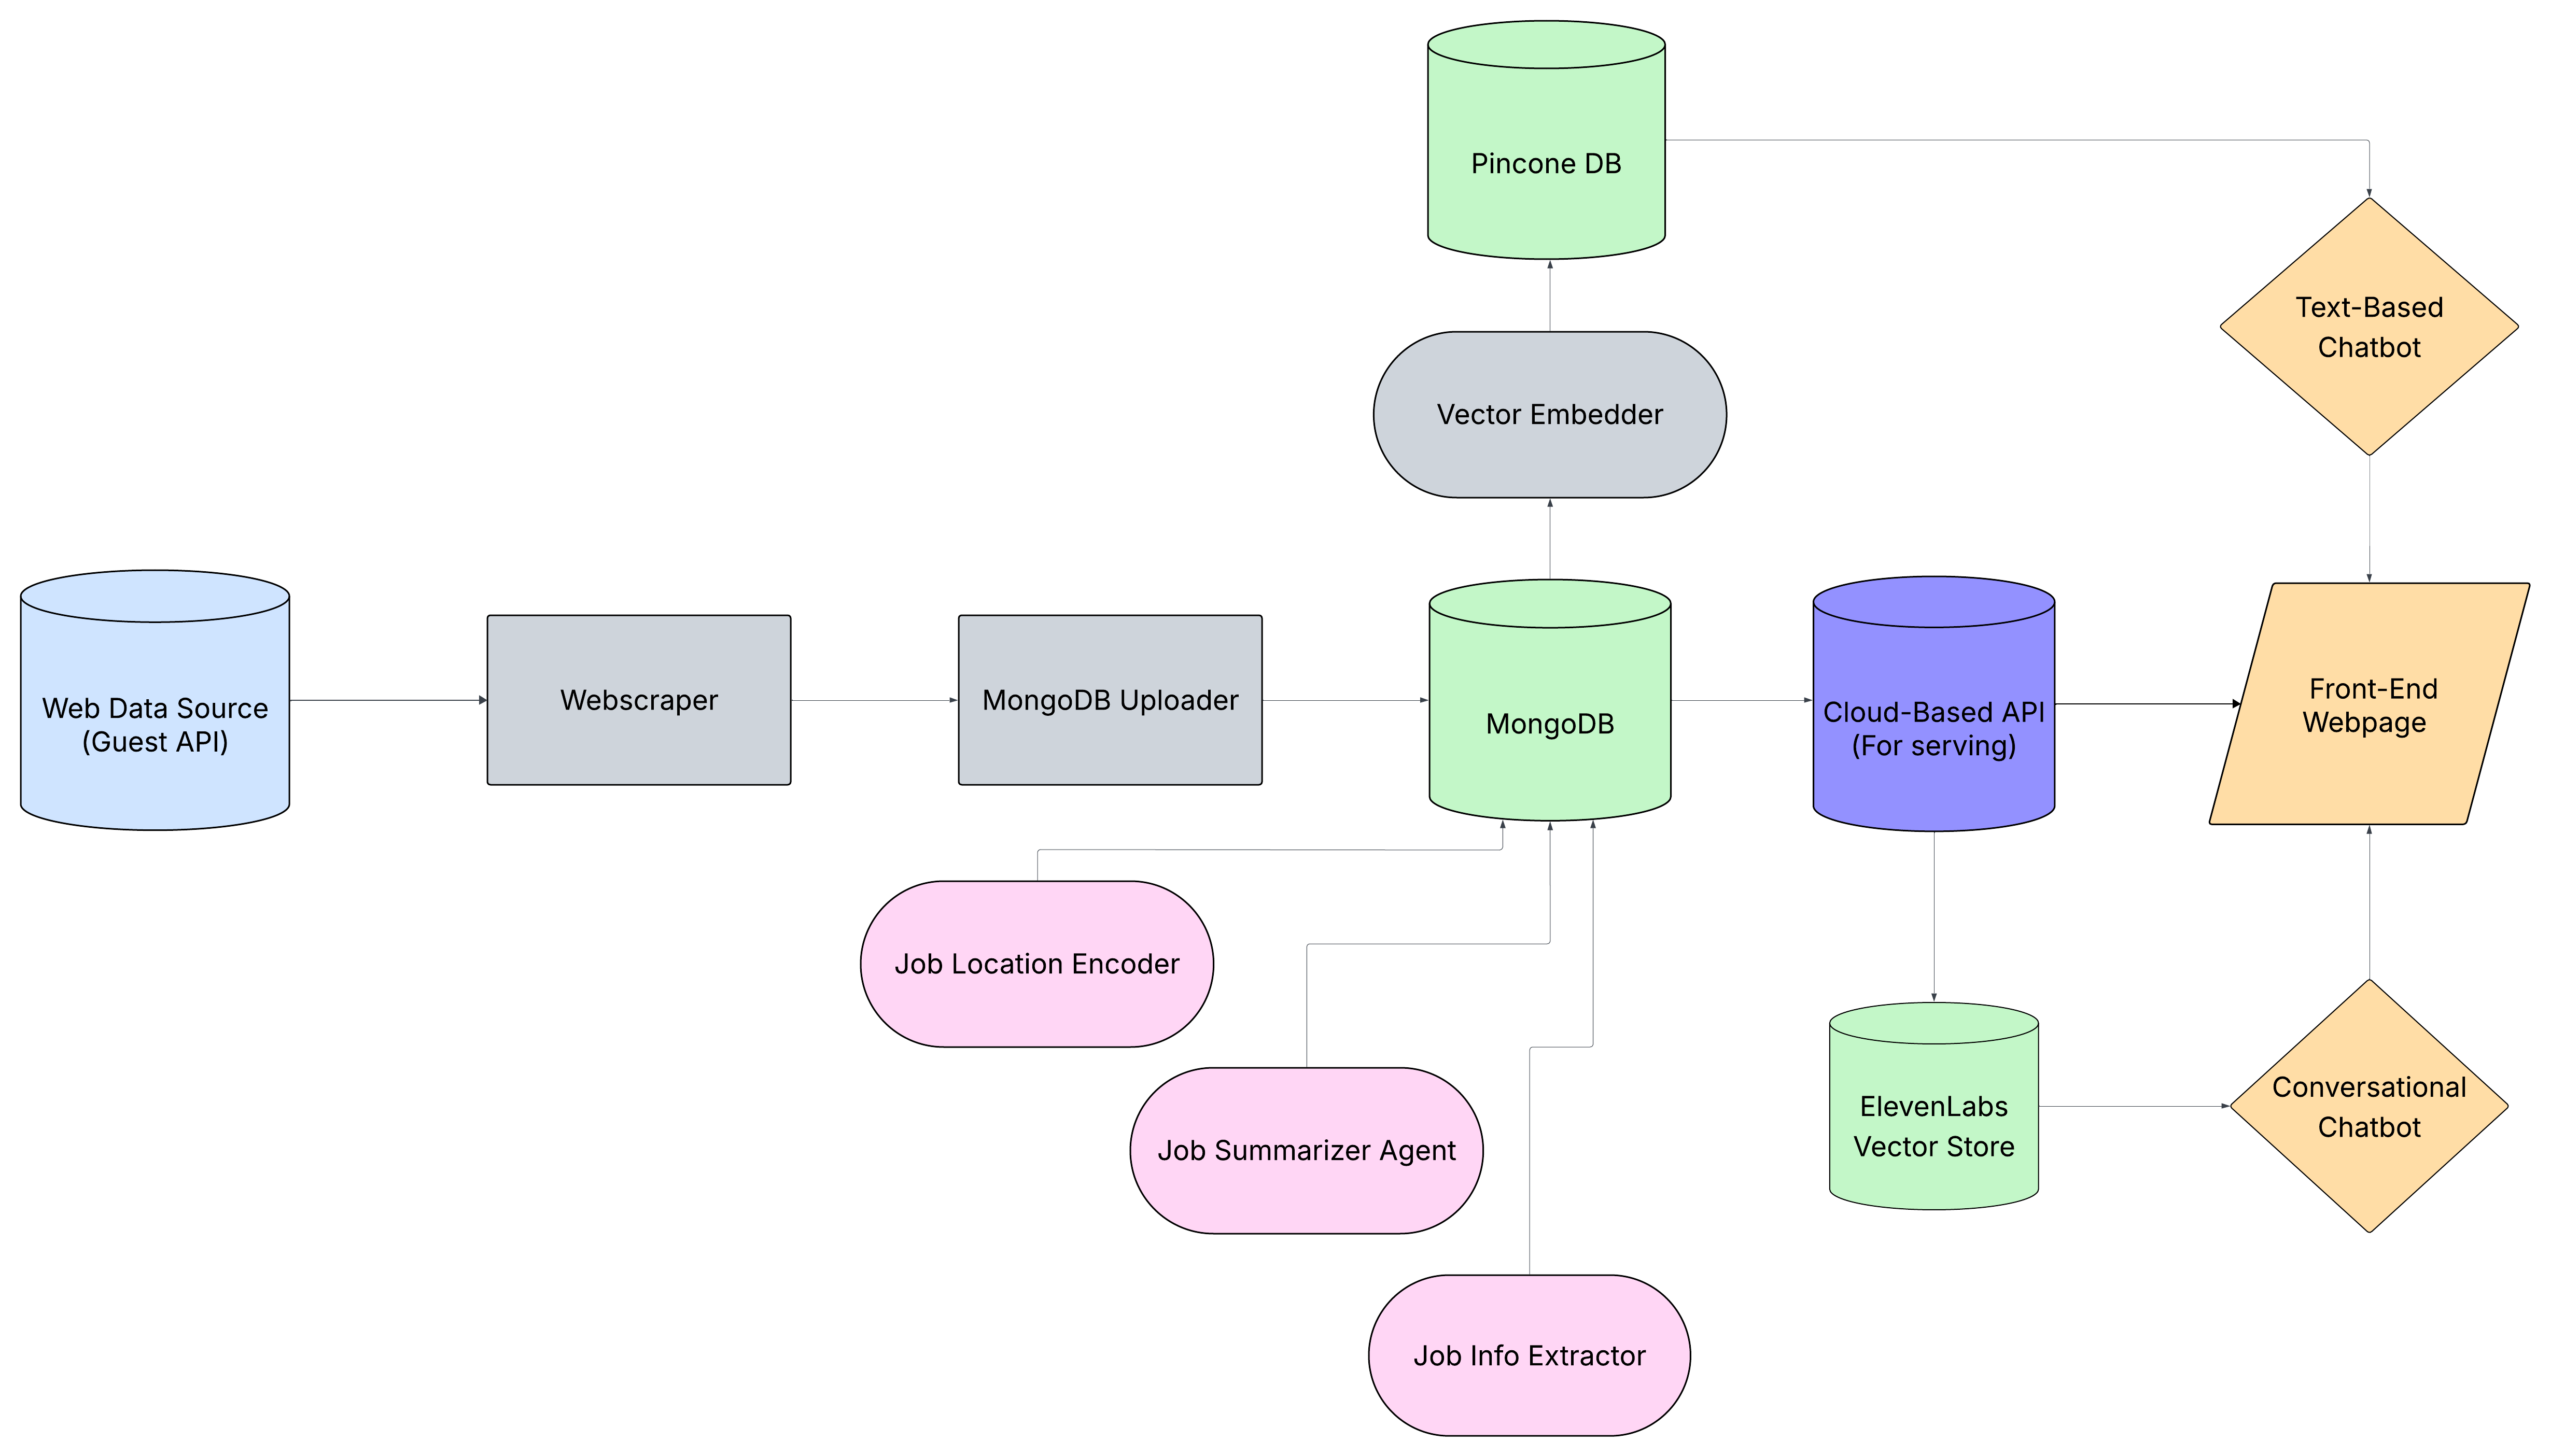 Pincone DB
Text-Based
Chatbot
Vector Embedder
Web Data Source
(Guest API)
Webscraper
MongoDB Uploader
MongoDB
Cloud-Based API
(For serving)
Front-End
Webpage
Job Location Encoder
Job Summarizer Agent
ElevenLabs
Vector Store
Conversational
Chatbot
Job Info Extractor